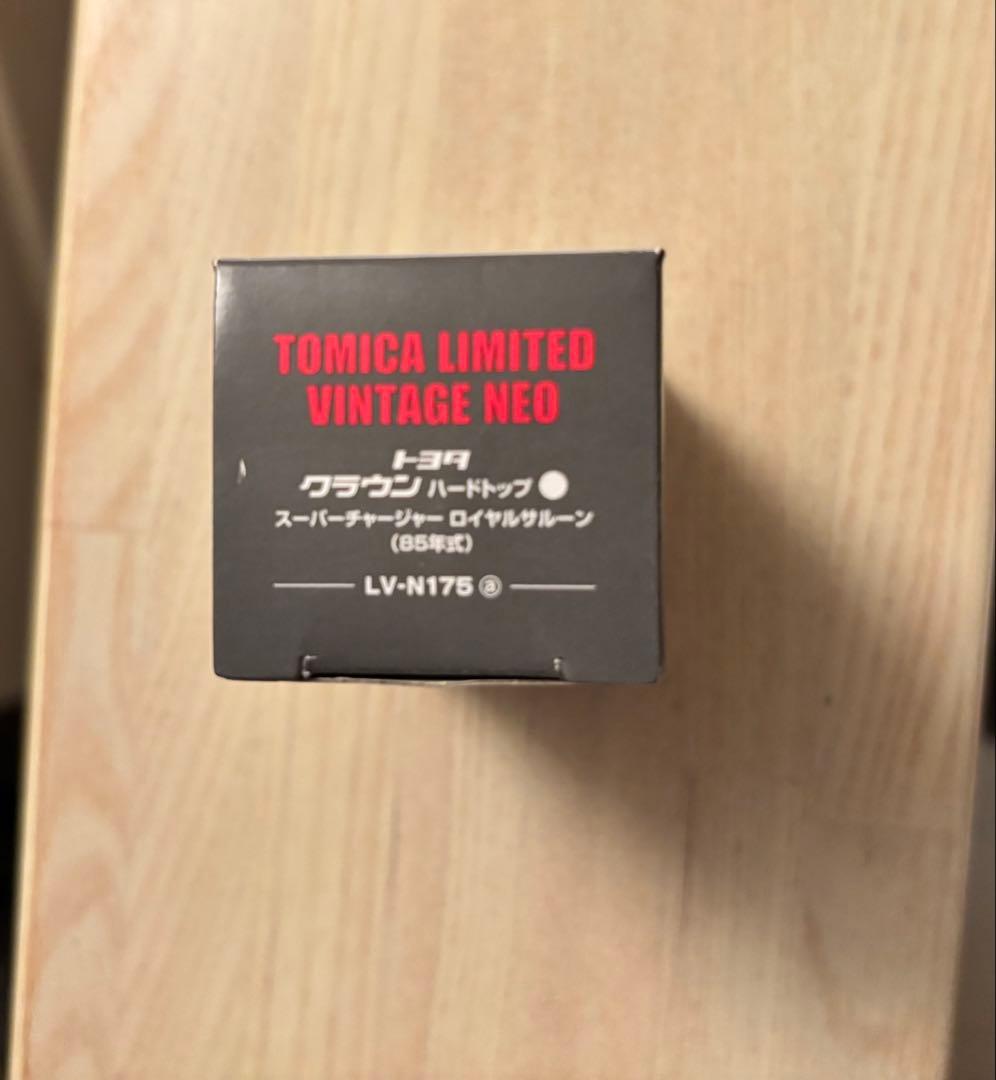 TOMICA LIMITED
VINTAGE NEO
トヨタ
クラウン ハードトップ
スーパーチャージャー ロイヤルサルーン
(85年式)
LV-N175 ⓐ